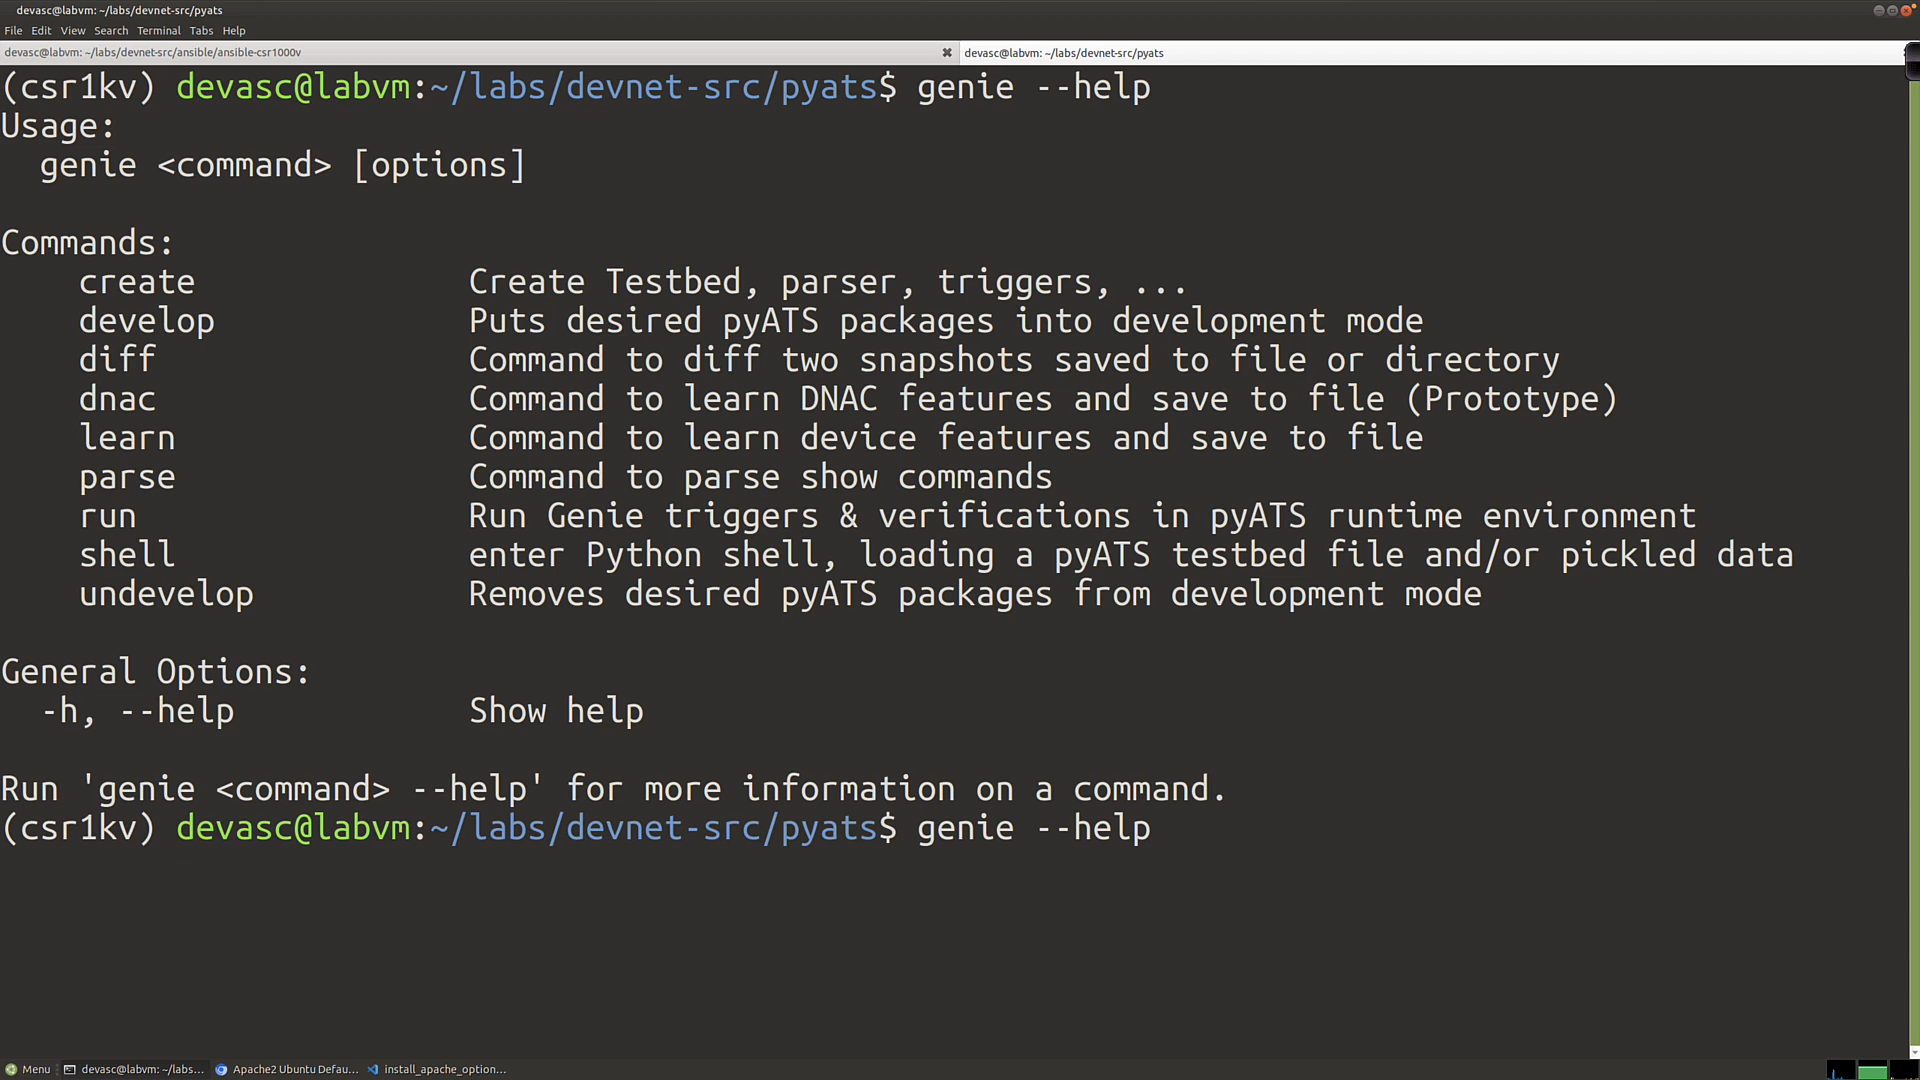 devasc@labvm: ~/labs/devnet-src/pyats
File Edit View Search Terminal Tabs Help
devasc@labvm: ~/labs/devnet-src/ansible/ansible-csr1000v
devasc@labvm: ~/labs/devnet-src/pyats
(csr1kv) devasc@labvm:~/labs/devnet-src/pyats$ genie --help
Usage:
  genie <command> [options]

Commands:
    create              Create Testbed, parser, triggers, ...
    develop             Puts desired pyATS packages into development mode
    diff                Command to diff two snapshots saved to file or directory
    dnac                Command to learn DNAC features and save to file (Prototype)
    learn               Command to learn device features and save to file
    parse               Command to parse show commands
    run                 Run Genie triggers & verifications in pyATS runtime environment
    shell               enter Python shell, loading a pyATS testbed file and/or pickled data
    undevelop           Removes desired pyATS packages from development mode

General Options:
  -h, --help            Show help

Run 'genie <command> --help' for more information on a command.
(csr1kv) devasc@labvm:~/labs/devnet-src/pyats$ genie --help
Menu devasc@labvm: ~/labs... Apache2 Ubuntu Defau... install_apache_option...